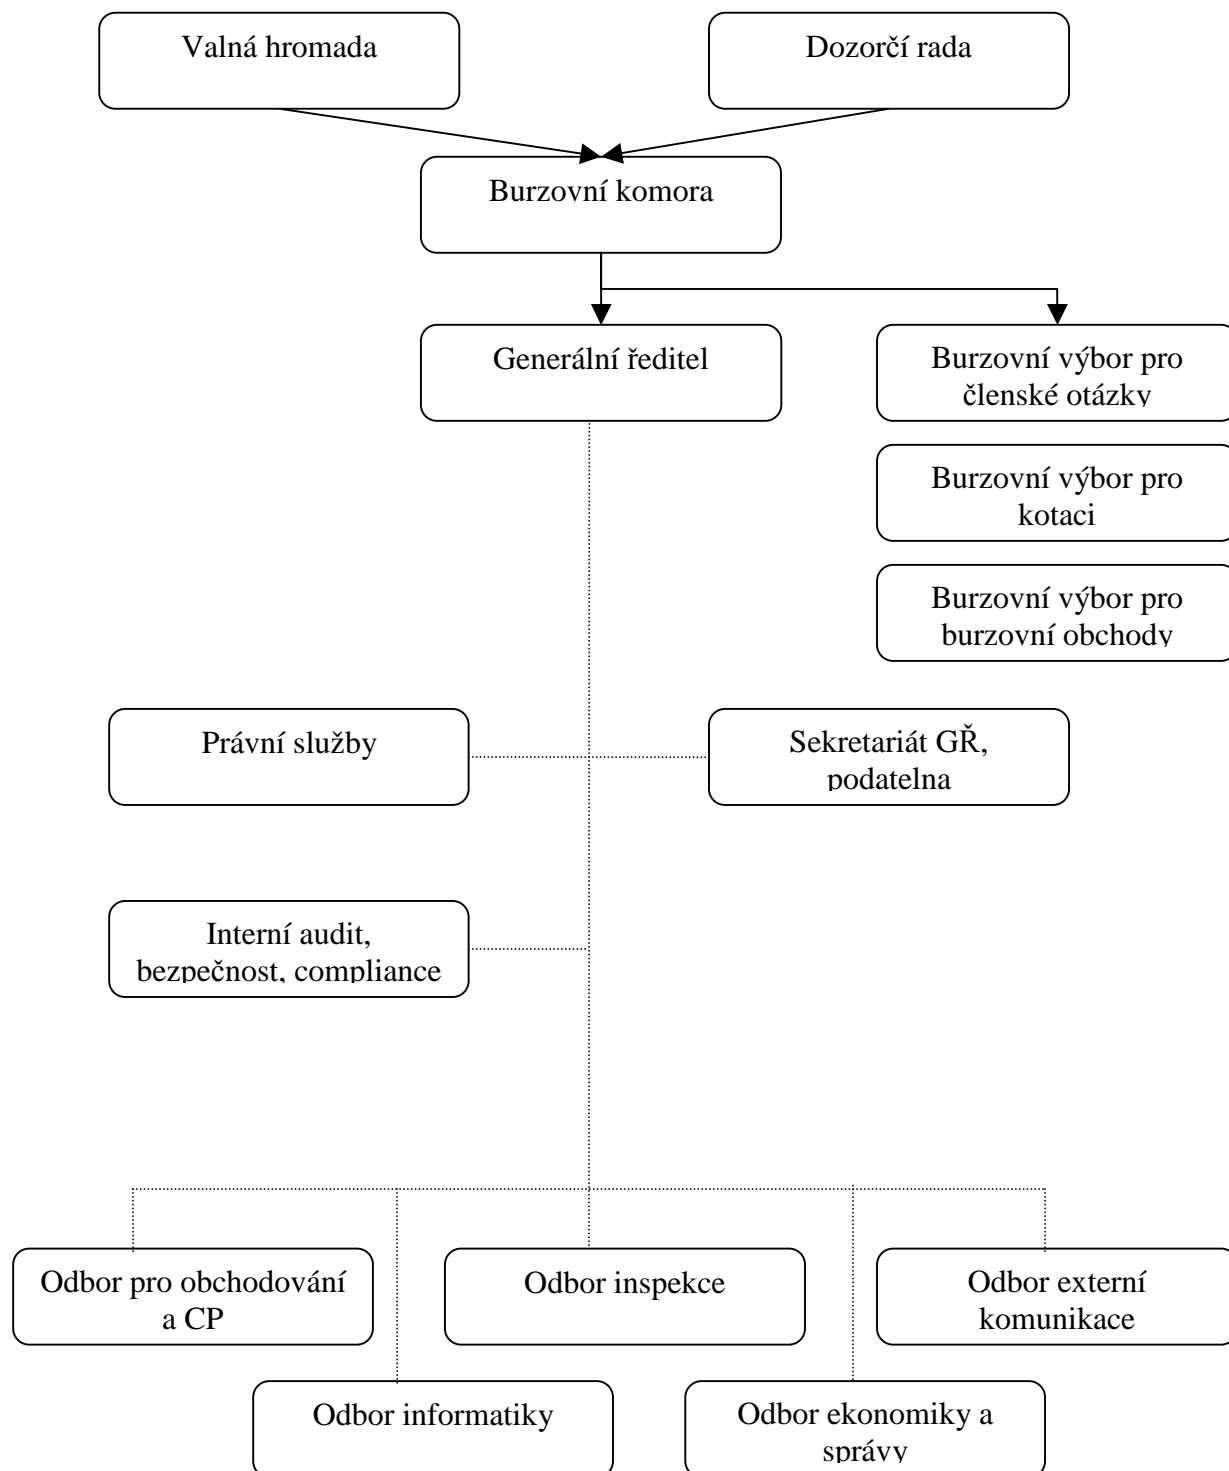 Valná hromada
Dozorčí rada
Burzovní komora
Generální ředitel
Burzovní výbor pro
členské otázky
Burzovní výbor pro
kotaci
Burzovní výbor pro
burzovní obchody
Právní služby
Sekretariát GŘ,
podatelna
Interní audit,
bezpečnost, compliance
Odbor pro obchodování
a CP
Odbor inspekce
Odbor externí
komunikace
Odbor informatiky
Odbor ekonomiky a
správy